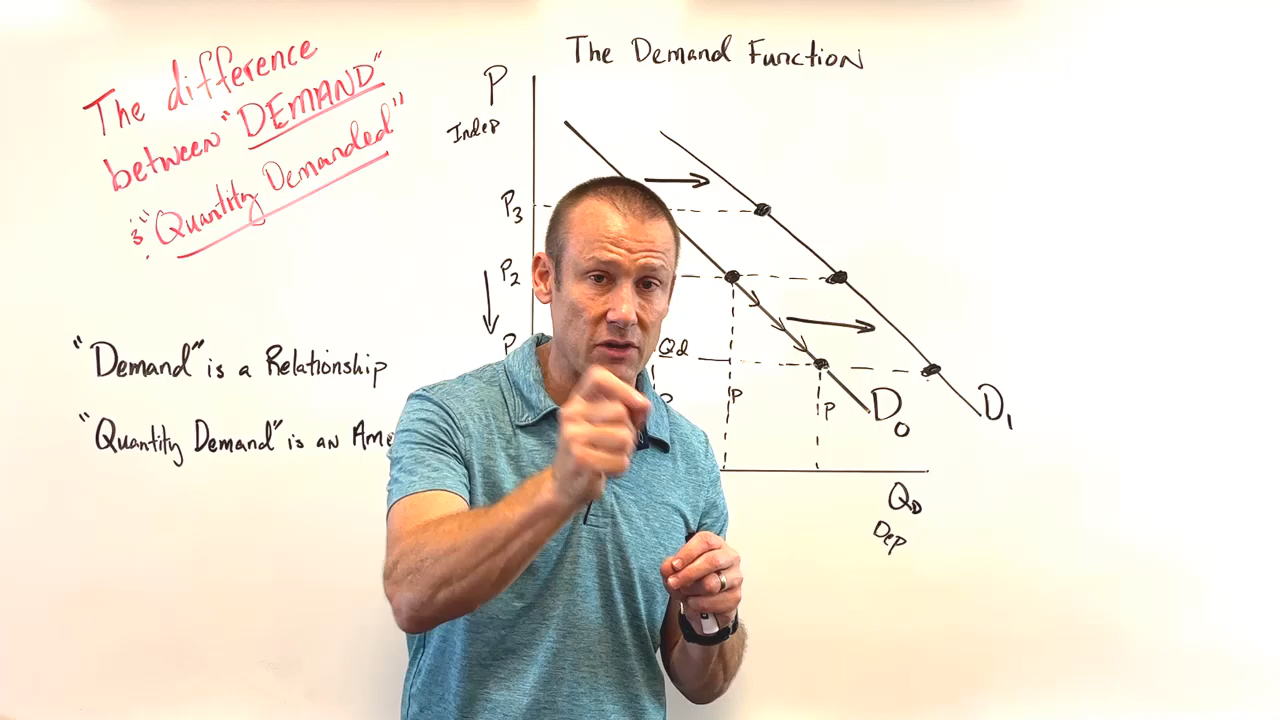 The difference
between "DEMAND"
& "Quantity Demanded"
"Demand" is a Relationship
"Quantity Demand" is an
The Demand Function
P
Indep
P3
P2
P
Qd
P
P
D0
D1
QD
Dep